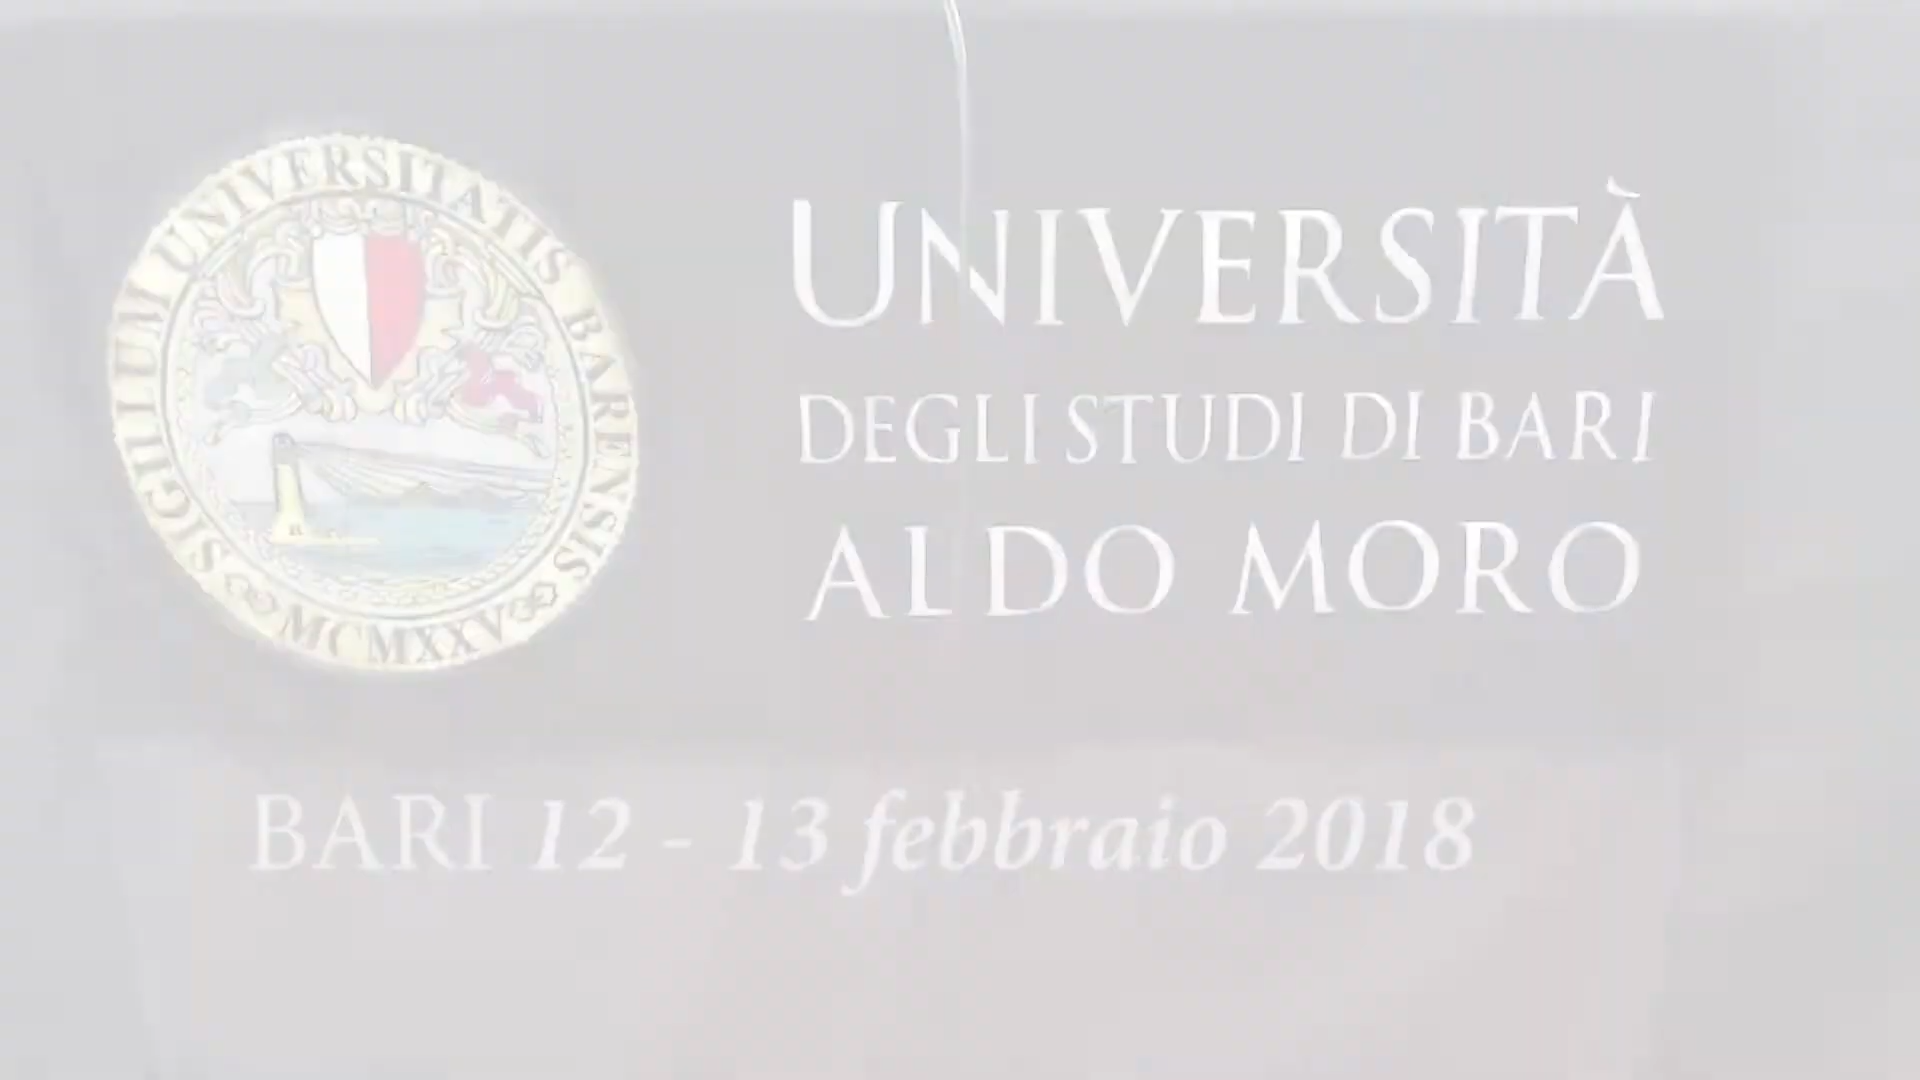 SIGILLUM UNIVERSITATIS BARENSIS
MCMXXV
UNIVERSITÀ
DEGLI STUDI DI BARI
ALDO MORO
BARI 12 - 13 febbraio 2018